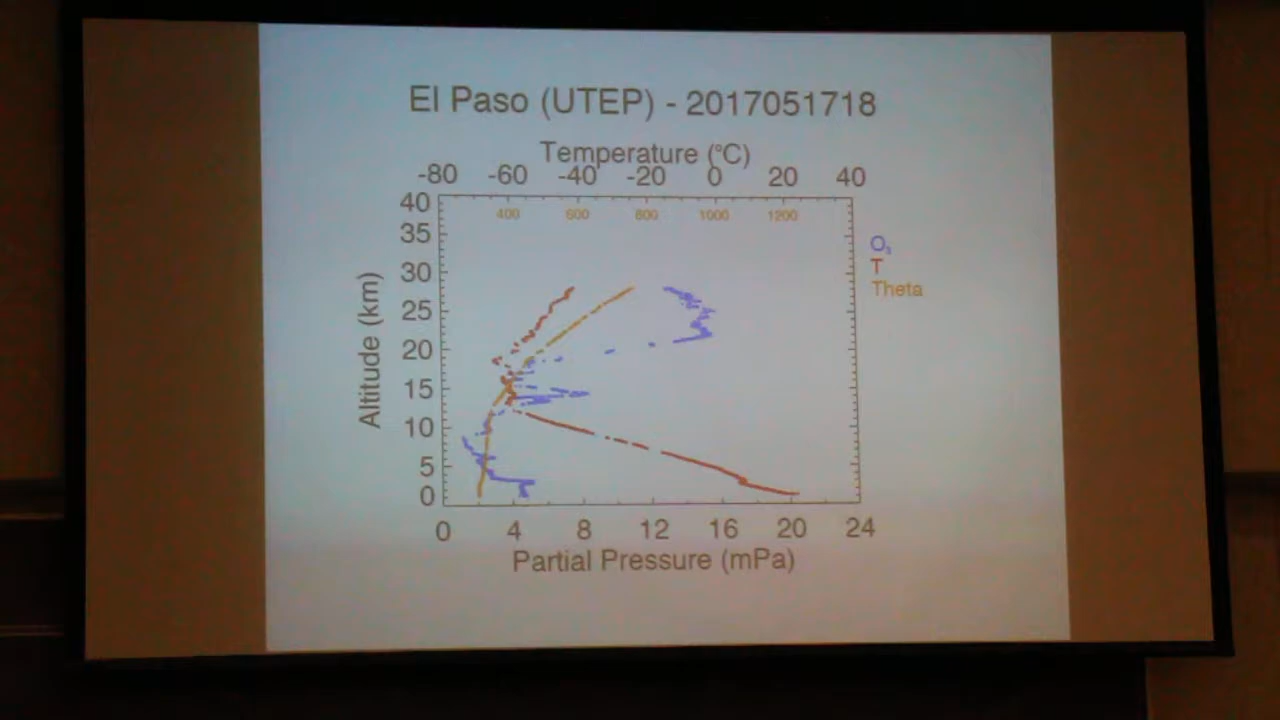 El Paso (UTEP) - 2017051718
Temperature (°C)
-80 -60 -40 -20 0 20 40
400 600 800 1000 1200
40
35
30
25
20
15
10
5
0
Altitude (km)
O₃
T
Theta
0 4 8 12 16 20 24
Partial Pressure (mPa)